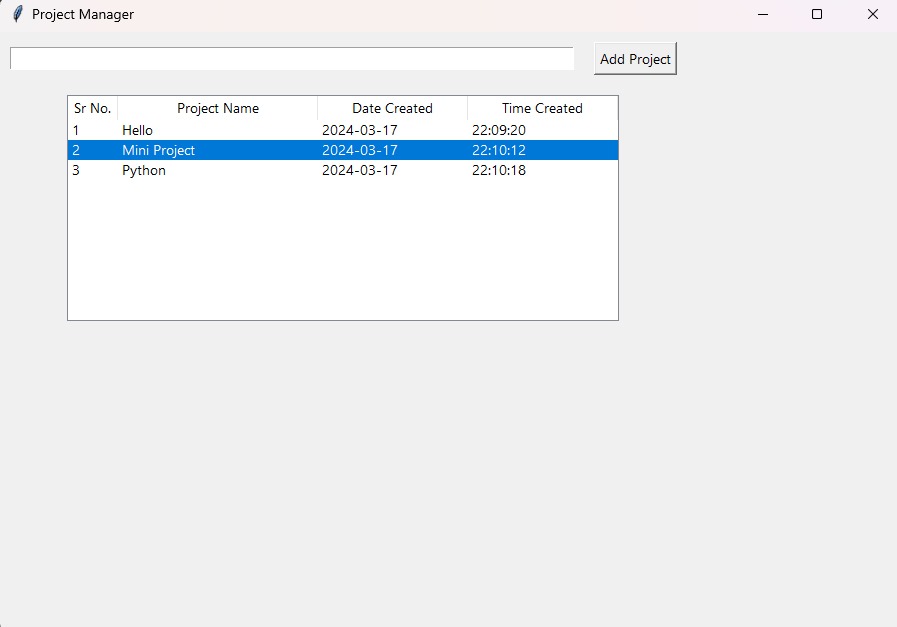 Project Manager
Add Project
Sr No. Project Name Date Created Time Created
1 Hello 2024-03-17 22:09:20
2 Mini Project 2024-03-17 22:10:12
3 Python 2024-03-17 22:10:18